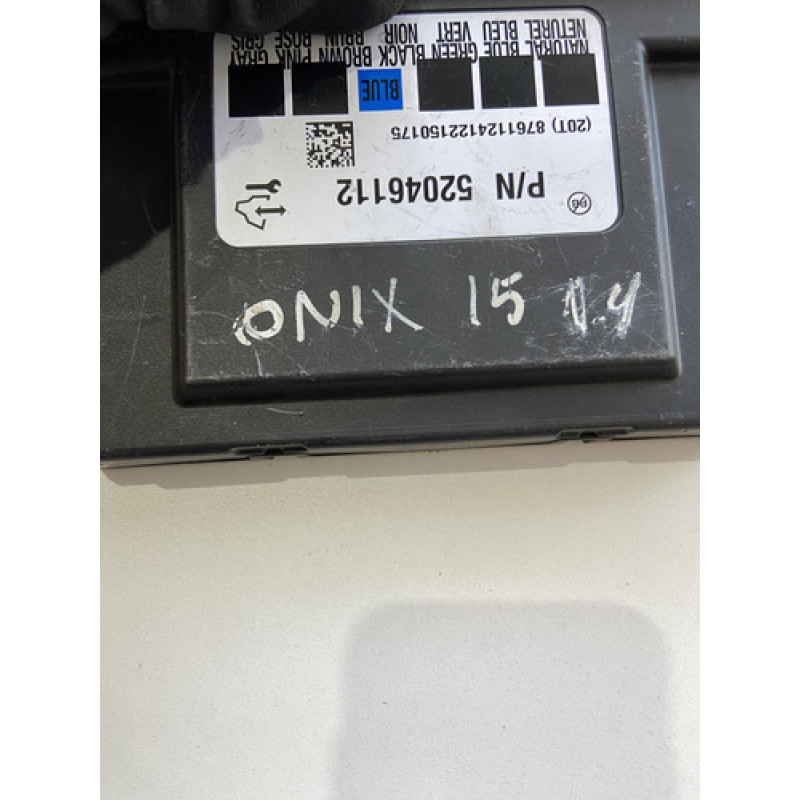 P/N 52046112
(20T) 8761124122150175
BLUE
NATURAL BLUE GREEN BLACK BROWN PINK GRAY
NETUREL BLEU VERT NOIR BRUN ROSE GRIS
ONIX 15 1.4